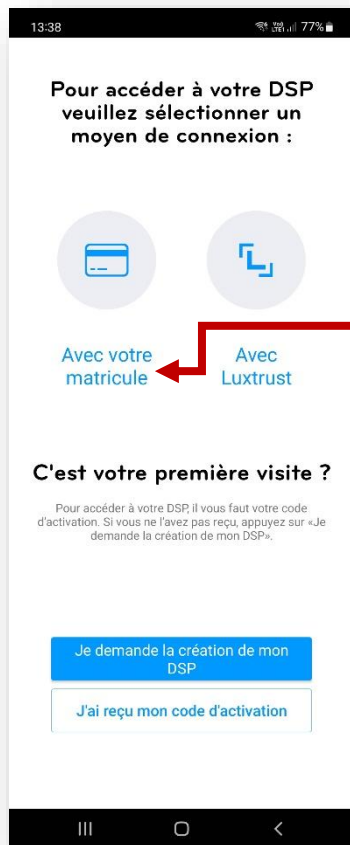 13:38 Vo) LTE1 77%
Pour accéder à votre DSP
veuillez sélectionner un
moyen de connexion :
Avec votre
matricule
Avec
Luxtrust
C'est votre première visite ?
Pour accéder à votre DSP, il vous faut votre code
d'activation. Si vous ne l'avez pas reçu, appuyez sur «Je
demande la création de mon DSP».
Je demande la création de mon
DSP
J'ai reçu mon code d'activation